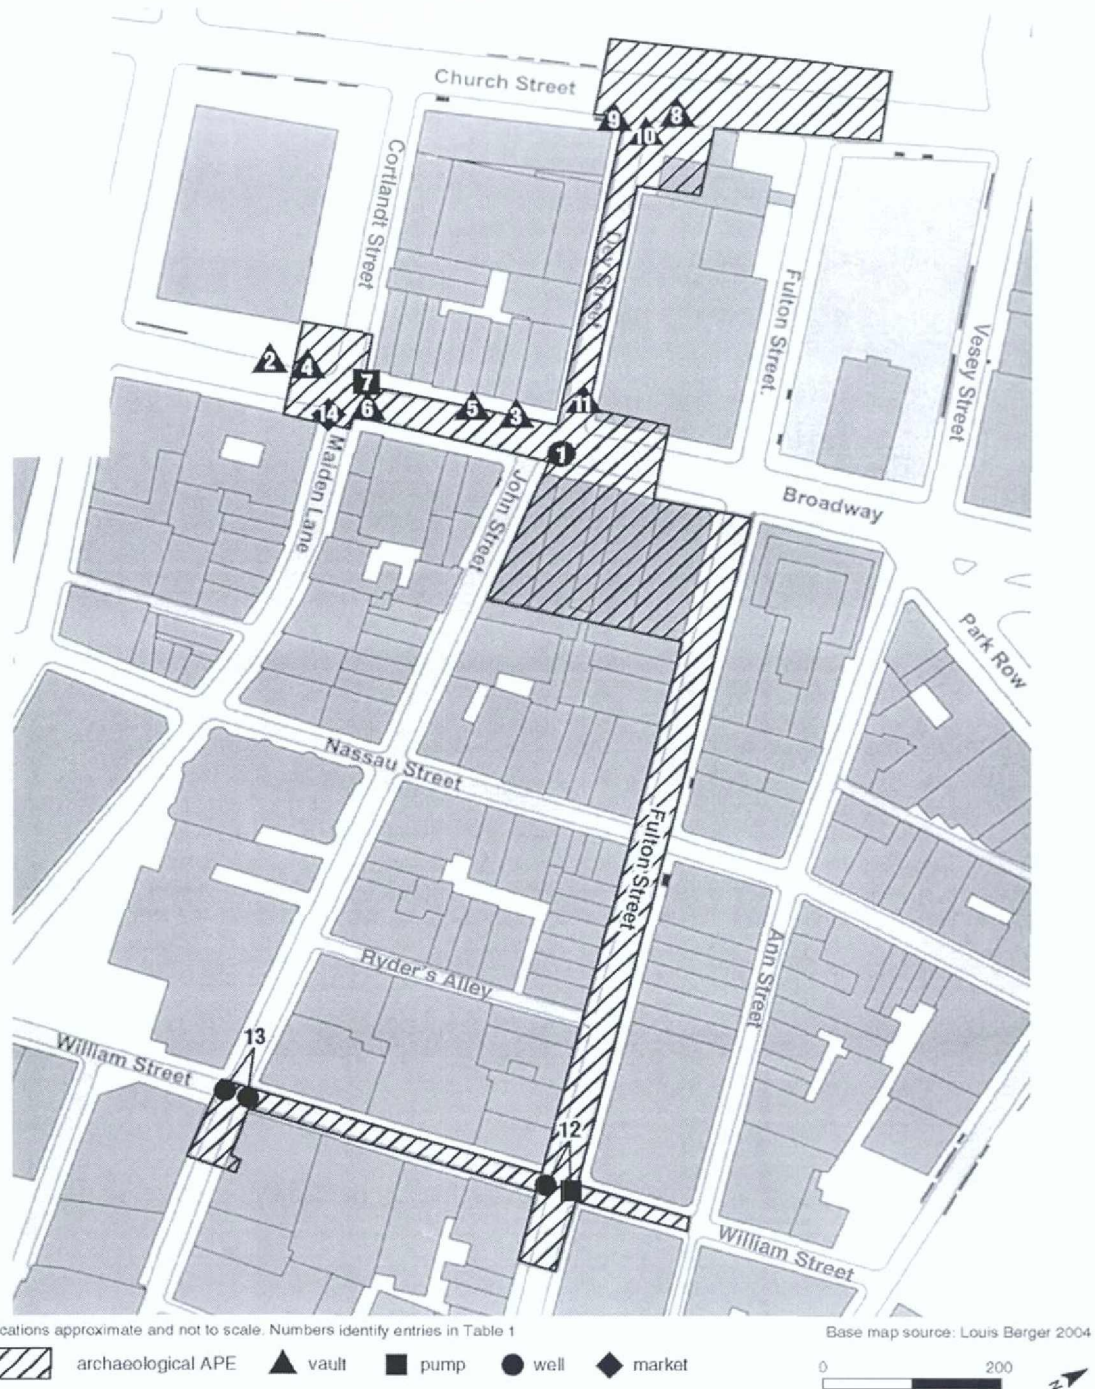 Church Street
9
8
10
Cortlandt Street
Dey Street
Fulton Street.
Vesey Street
2
4
7
14
6
5
3
11
1
Maiden Lane
John Street
Broadway
Park Row
Nassau Street
Fulton Street
Ann Street
Ryder's Alley
13
William Street
12
William Street
cations approximate and not to scale. Numbers identify entries in Table 1
Base map source: Louis Berger 2004
archaeological APE vault pump well market
0 200
N